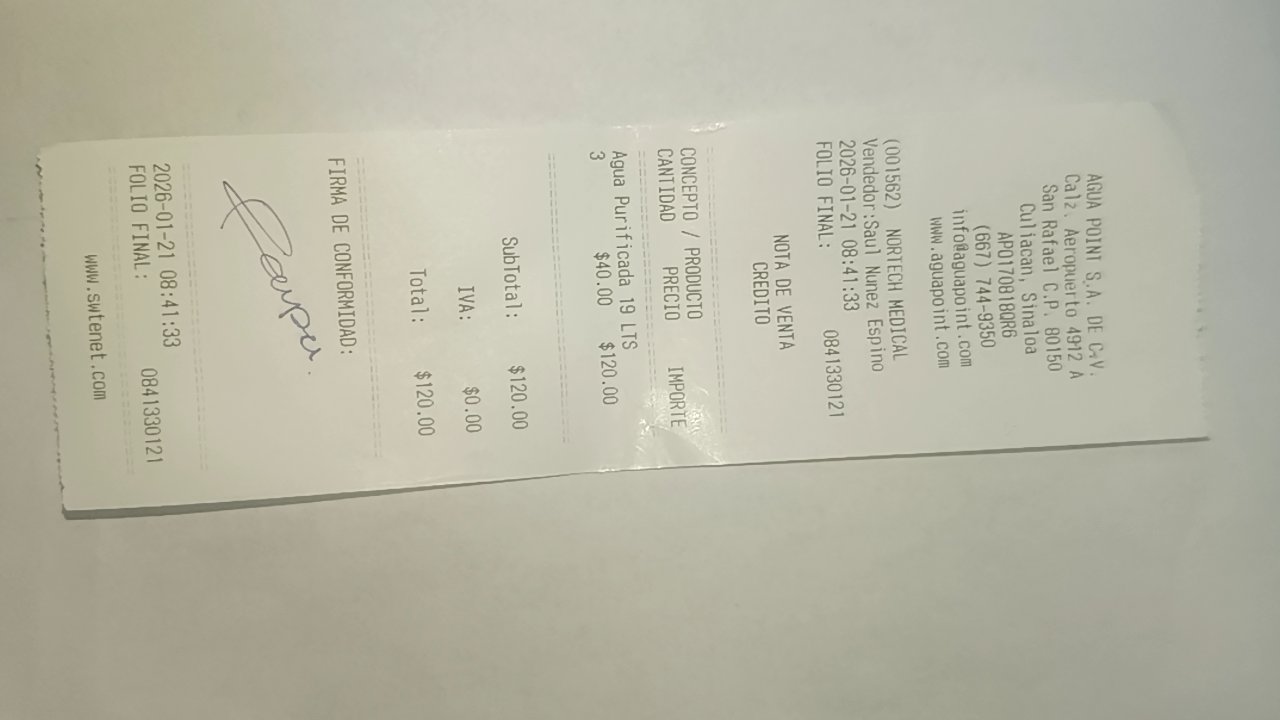 AGUA POINT S.A. DE C.V.
Calz. Aeropuerto 4912 A
San Rafael C.P. 80150
Culiacan, Sinaloa
APO170818QR6
(667) 744-9350
info@aguapoint.com
www.aguapoint.com
(001562) NORTECH MEDICAL
Vendedor:Saul Nunez Espino
2026-01-21 08:41:33
FOLIO FINAL: 0841330121
NOTA DE VENTA
CREDITO
CONCEPTO / PRODUCTO
CANTIDAD PRECIO IMPORTE
Agua Purificada 19 LTS
3 $40.00 $120.00
SubTotal: $120.00
IVA: $0.00
Total: $120.00
FIRMA DE CONFORMIDAD:
2026-01-21 08:41:33
FOLIO FINAL: 0841330121
www.swtenet.com